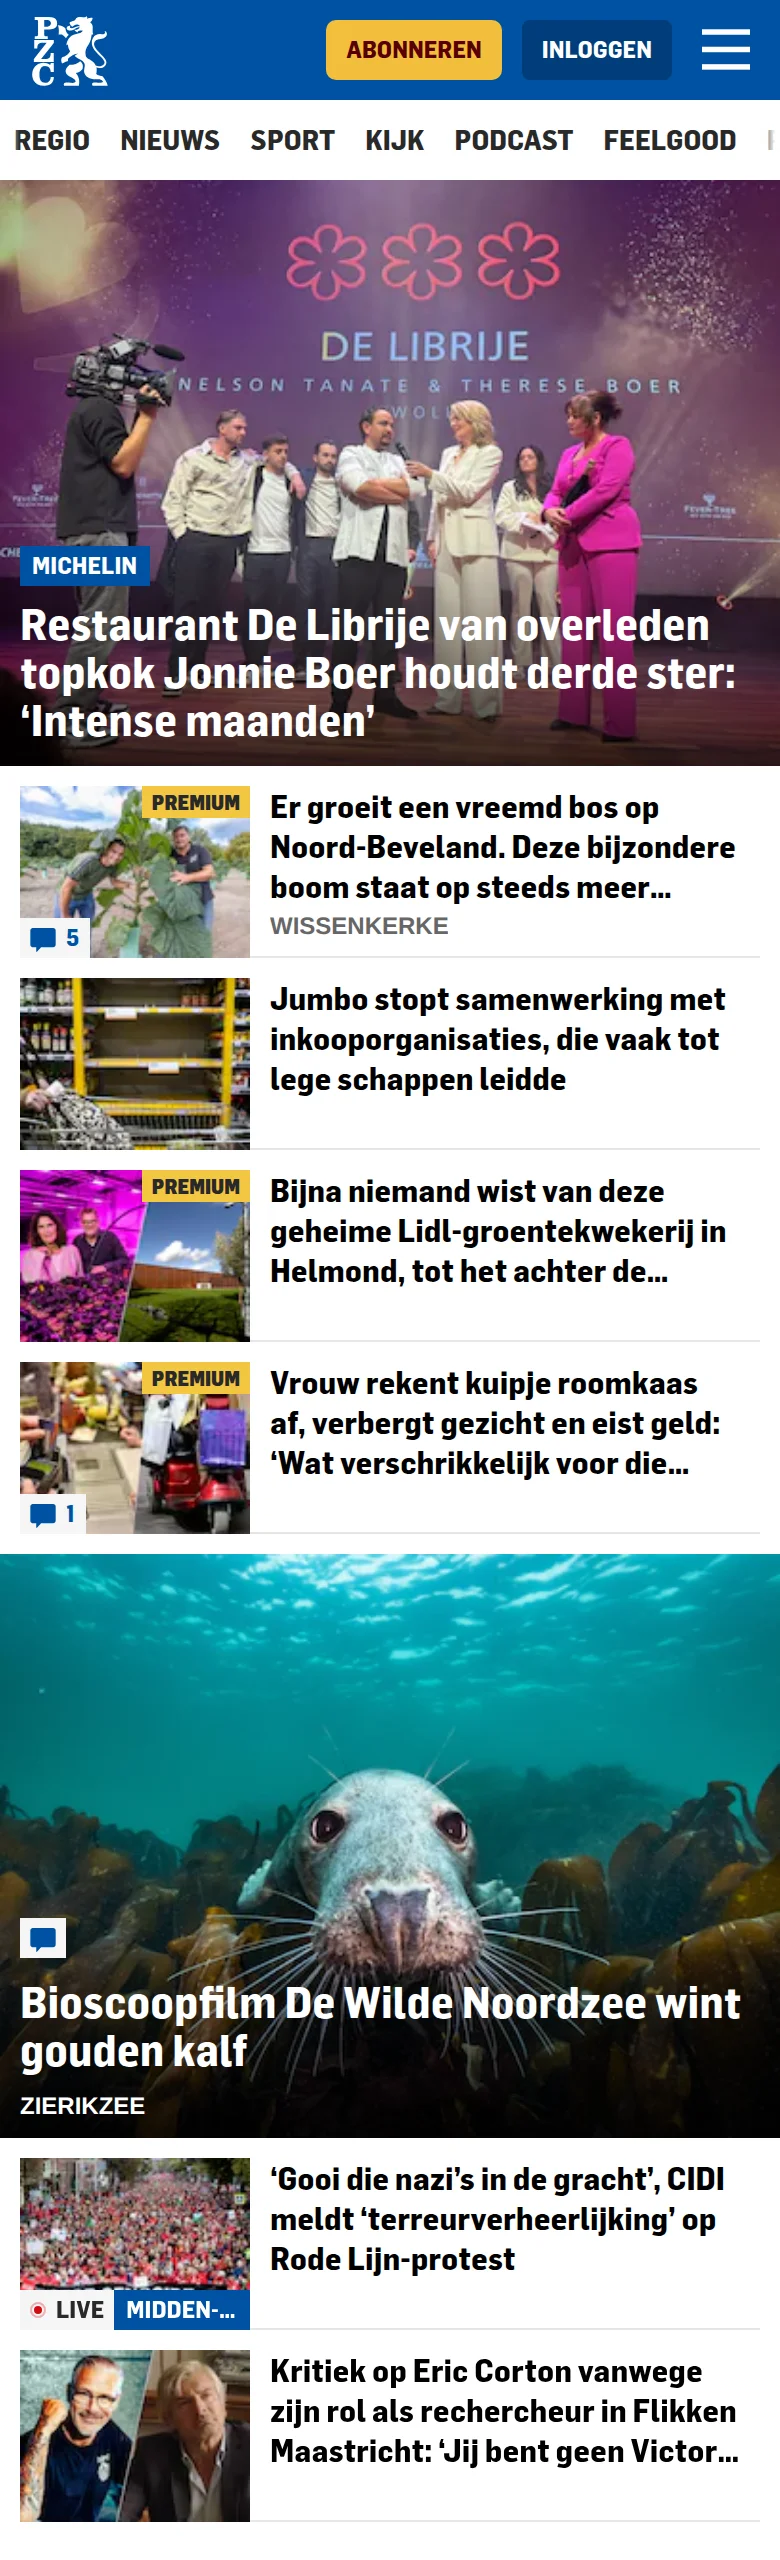 PZC
ABONNEREN
INLOGGEN
REGIO NIEUWS SPORT KIJK PODCAST FEELGOOD
DE LIBRIJE
NELSON TANATE & THERESE BOER
FEVER-TREE
MICHELIN
Restaurant De Librije van overleden
topkok Jonnie Boer houdt derde ster:
‘Intense maanden’
PREMIUM
5
Er groeit een vreemd bos op
Noord-Beveland. Deze bijzondere
boom staat op steeds meer...
WISSENKERKE
Jumbo stopt samenwerking met
inkooporganisaties, die vaak tot
lege schappen leidde
PREMIUM
Bijna niemand wist van deze
geheime Lidl-groentekwekerij in
Helmond, tot het achter de...
PREMIUM
1
Vrouw rekent kuipje roomkaas
af, verbergt gezicht en eist geld:
‘Wat verschrikkelijk voor die...
Bioscoopfilm De Wilde Noordzee wint
gouden kalf
ZIERIKZEE
LIVE
MIDDEN-...
‘Gooi die nazi’s in de gracht’, CIDI
meldt ‘terreurverheerlijking’ op
Rode Lijn-protest
Kritiek op Eric Corton vanwege
zijn rol als rechercheur in Flikken
Maastricht: ‘Jij bent geen Victor...